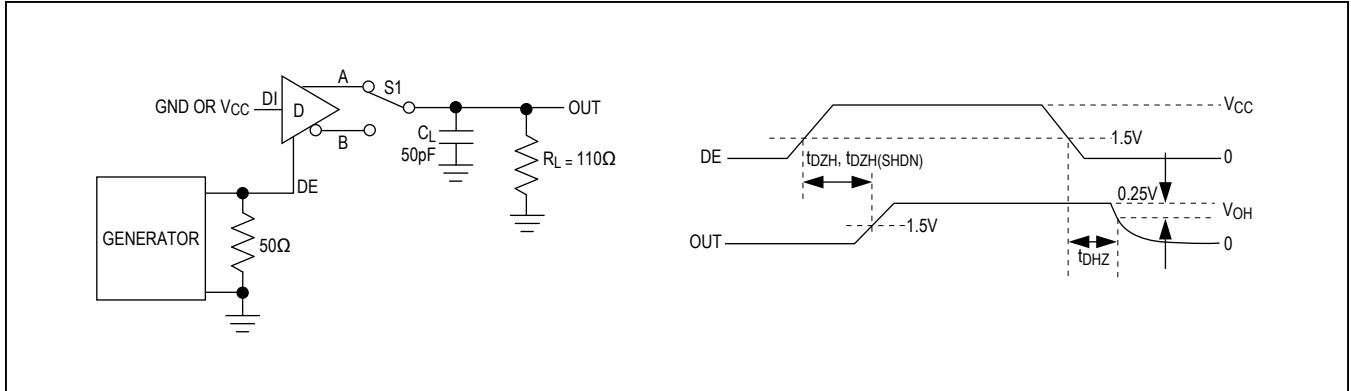 A
S1
GND OR VCC
DI
D
OUT
B
CL
50pF
RL = 110Ω
DE
GENERATOR
50Ω
VCC
1.5V
DE
0
tDZH, tDZH(SHDN)
0.25V
VOH
1.5V
OUT
0
tDHZ